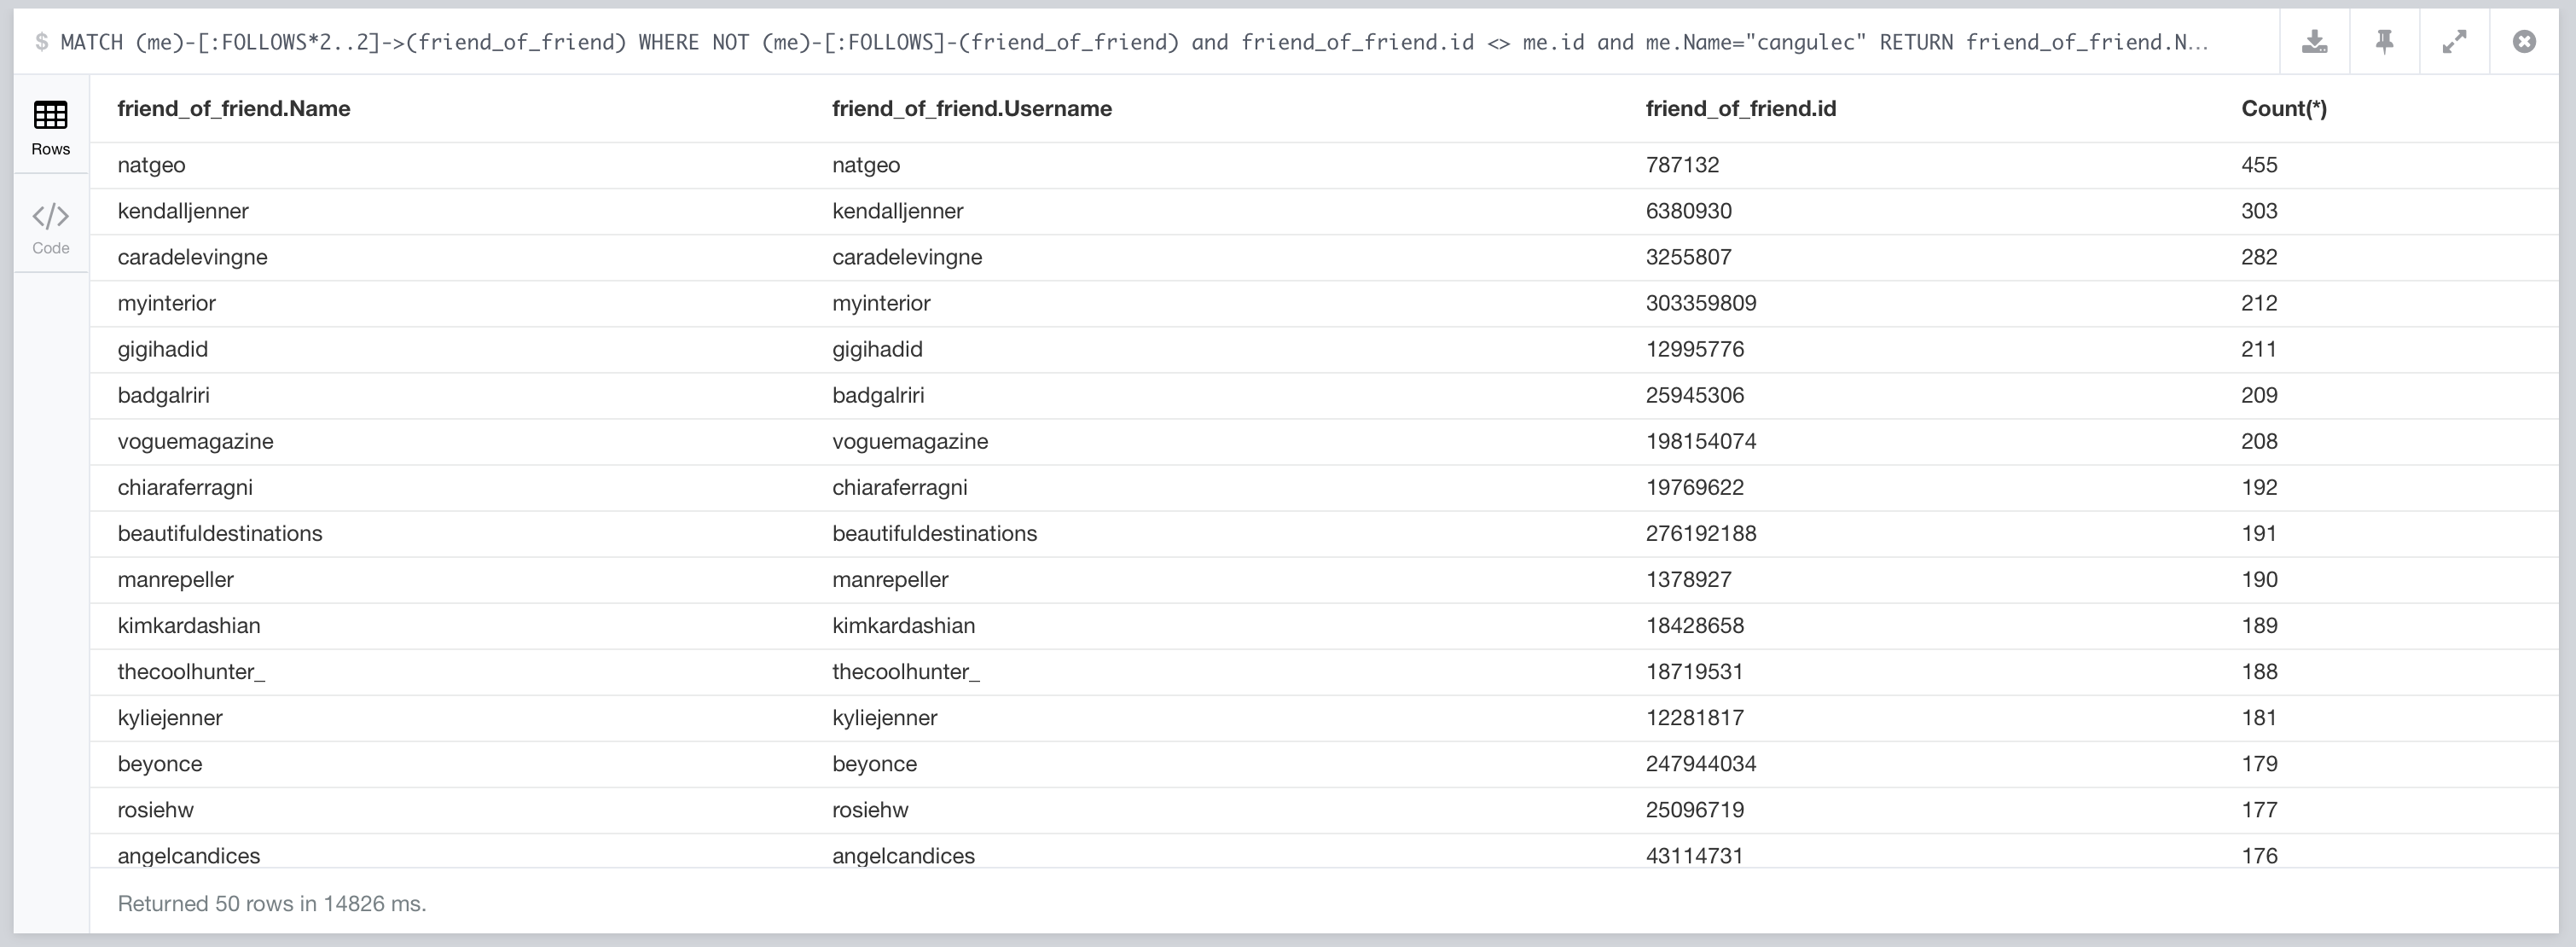 $ MATCH (me)-[:FOLLOWS*2..2]->(friend_of_friend) WHERE NOT (me)-[:FOLLOWS]-(friend_of_friend) and friend_of_friend.id <> me.id and me.Name="cangulec" RETURN friend_of_friend.N...
Rows
Code
friend_of_friend.Name friend_of_friend.Username friend_of_friend.id Count(*)
natgeo natgeo 787132 455
kendalljenner kendalljenner 6380930 303
caradelevingne caradelevingne 3255807 282
myinterior myinterior 303359809 212
gigihadid gigihadid 12995776 211
badgalriri badgalriri 25945306 209
voguemagazine voguemagazine 198154074 208
chiaraferragni chiaraferragni 19769622 192
beautifuldestinations beautifuldestinations 276192188 191
manrepeller manrepeller 1378927 190
kimkardashian kimkardashian 18428658 189
thecoolhunter_ thecoolhunter_ 18719531 188
kyliejenner kyliejenner 12281817 181
beyonce beyonce 247944034 179
rosiehw rosiehw 25096719 177
angelcandices angelcandices 43114731 176
Returned 50 rows in 14826 ms.